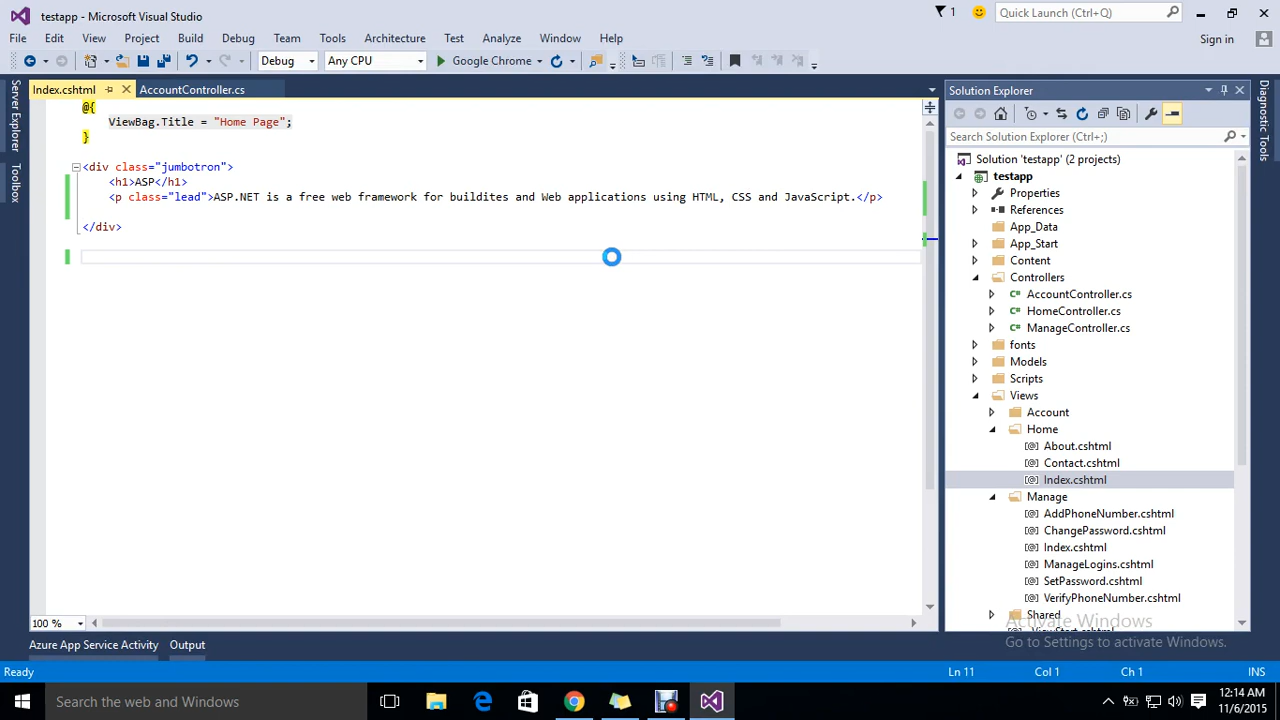 testapp - Microsoft Visual Studio
1
Quick Launch (Ctrl+Q)
File Edit View Project Build Debug Team Tools Architecture Test Analyze Window Help
Sign in
Debug Any CPU Google Chrome
Index.cshtml AccountController.cs
Server Explorer
Toolbox
@{
ViewBag.Title = "Home Page";
}
<div class="jumbotron">
<h1>ASP</h1>
<p class="lead">ASP.NET is a free web framework for buildites and Web applications using HTML, CSS and JavaScript.</p>
</div>
100 %
Solution Explorer
Search Solution Explorer (Ctrl+;)
Solution 'testapp' (2 projects)
testapp
Properties
References
App_Data
App_Start
Content
Controllers
C# AccountController.cs
C# HomeController.cs
C# ManageController.cs
fonts
Models
Scripts
Views
Account
Home
[@] About.cshtml
[@] Contact.cshtml
[@] Index.cshtml
Manage
[@] AddPhoneNumber.cshtml
[@] ChangePassword.cshtml
[@] Index.cshtml
[@] ManageLogins.cshtml
[@] SetPassword.cshtml
[@] VerifyPhoneNumber.cshtml
Shared
Diagnostic Tools
Activate Windows
Go to Settings to activate Windows.
Azure App Service Activity Output
Ready Ln 11 Col 1 Ch 1 INS
Search the web and Windows
12:14 AM
11/6/2015